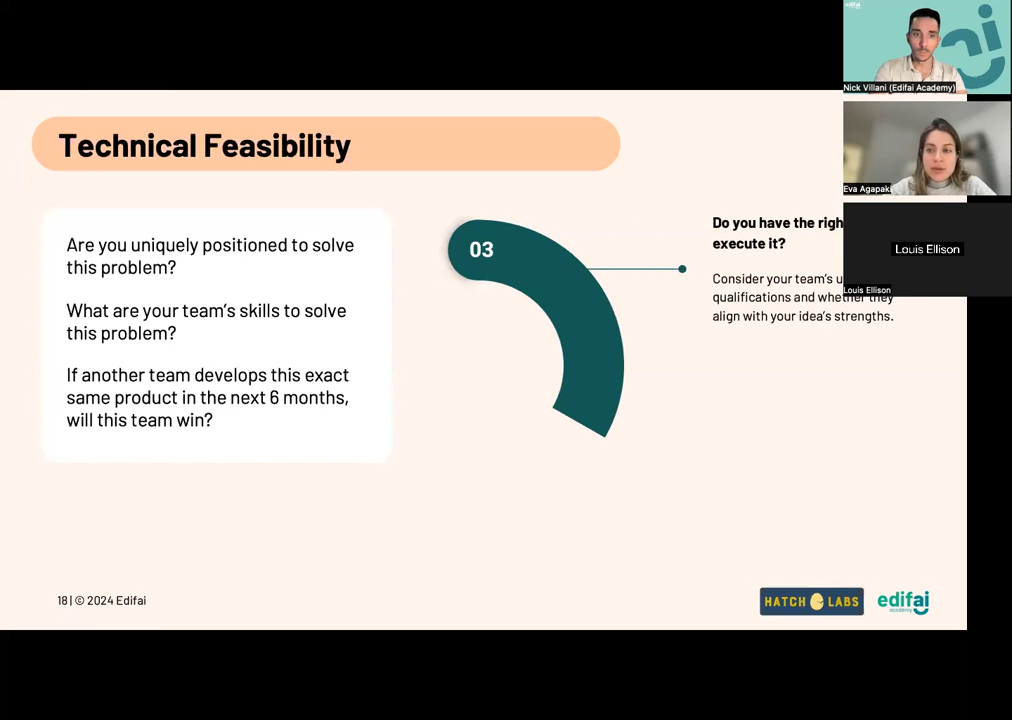 Technical Feasibility
Are you uniquely positioned to solve
this problem?
What are your team's skills to solve
this problem?
If another team develops this exact
same product in the next 6 months,
will this team win?
03
Do you have the
execute it?
Consider your team's
qualifications and whether they
align with your idea's strengths.
18 | © 2024 Edifai
HATCH LABS
edifai
academy
edifai
Nick Villani (Edifai Academy)
Eva Agapaki
Louis Ellison
Louis Ellison